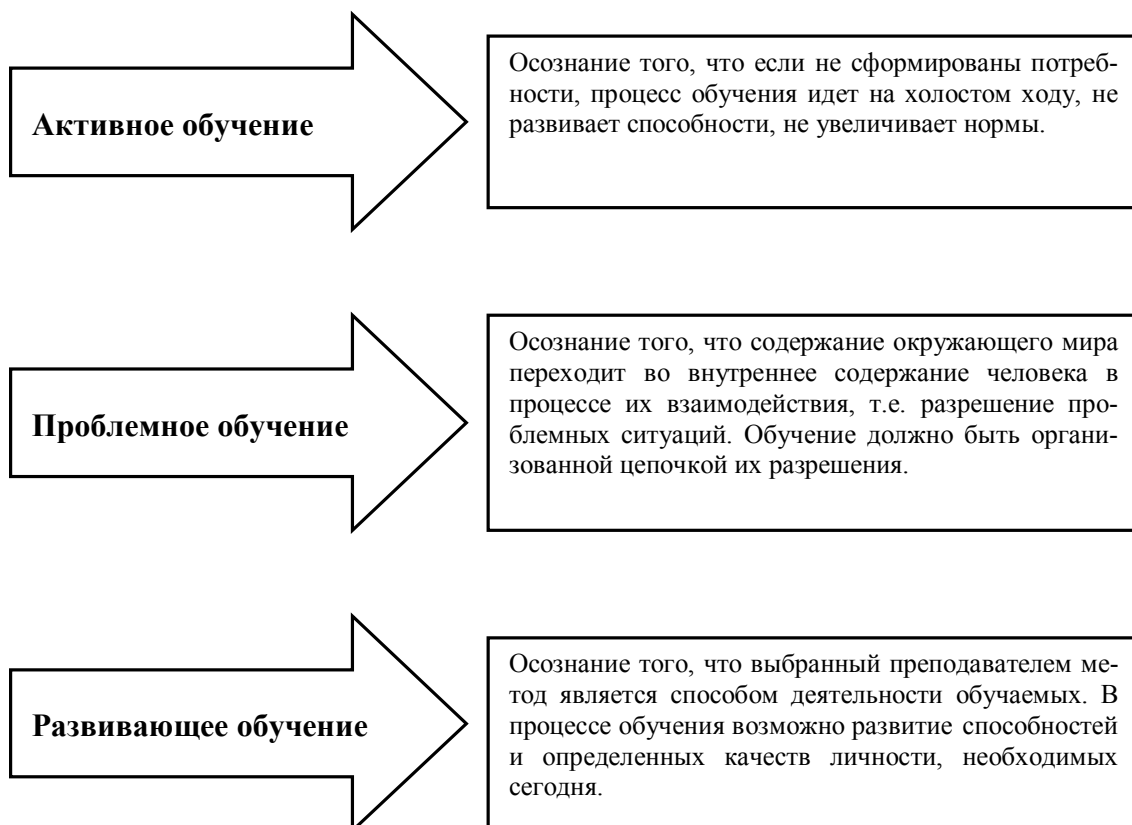 Активное обучение
Осознание того, что если не сформированы потреб-
ности, процесс обучения идет на холостом ходу, не
развивает способности, не увеличивает нормы.
Проблемное обучение
Осознание того, что содержание окружающего мира
переходит во внутреннее содержание человека в
процессе их взаимодействия, т.е. разрешение про-
блемных ситуаций. Обучение должно быть органи-
зованной цепочкой их разрешения.
Развивающее обучение
Осознание того, что выбранный преподавателем ме-
тод является способом деятельности обучаемых. В
процессе обучения возможно развитие способностей
и определенных качеств личности, необходимых
сегодня.